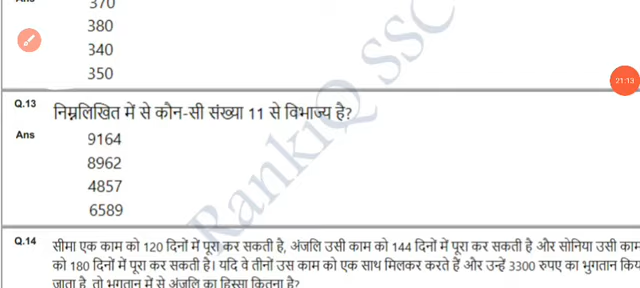 370
380
340
350
21:13
Q.13 निम्नलिखित में से कौन-सी संख्या 11 से विभाज्य है?
Ans 9164
8962
4857
6589
Rank1Q SSC
Q.14 सीमा एक काम को 120 दिनों में पूरा कर सकती है, अंजलि उसी काम को 144 दिनों में पूरा कर सकती है और सोनिया उसी काम
को 180 दिनों में पूरा कर सकती है। यदि वे तीनों उस काम को एक साथ मिलकर करते हैं और उन्हें 3300 रुपए का भुगतान किय
जाता है, तो भुगतान में से अंजलि का हिस्सा कितना है?